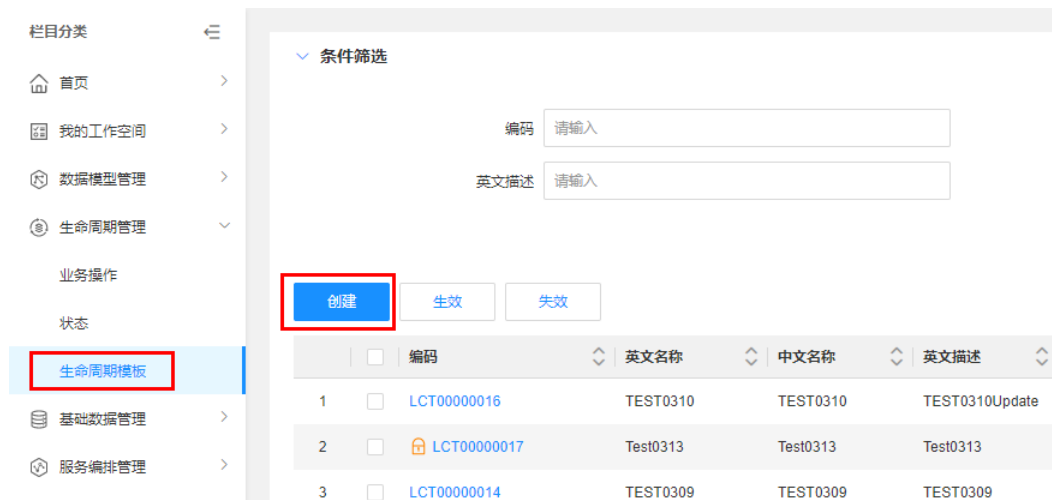 栏目分类
首页
我的工作空间
数据模型管理
生命周期管理
业务操作
状态
生命周期模板
基础数据管理
服务编排管理
条件筛选
编码 请输入
英文描述 请输入
创建 生效 失效
编码 英文名称 中文名称 英文描述
1 LCT00000016 TEST0310 TEST0310 TEST0310Update
2 LCT00000017 Test0313 Test0313 Test0313
3 LCT00000014 TEST0309 TEST0309 TEST0309